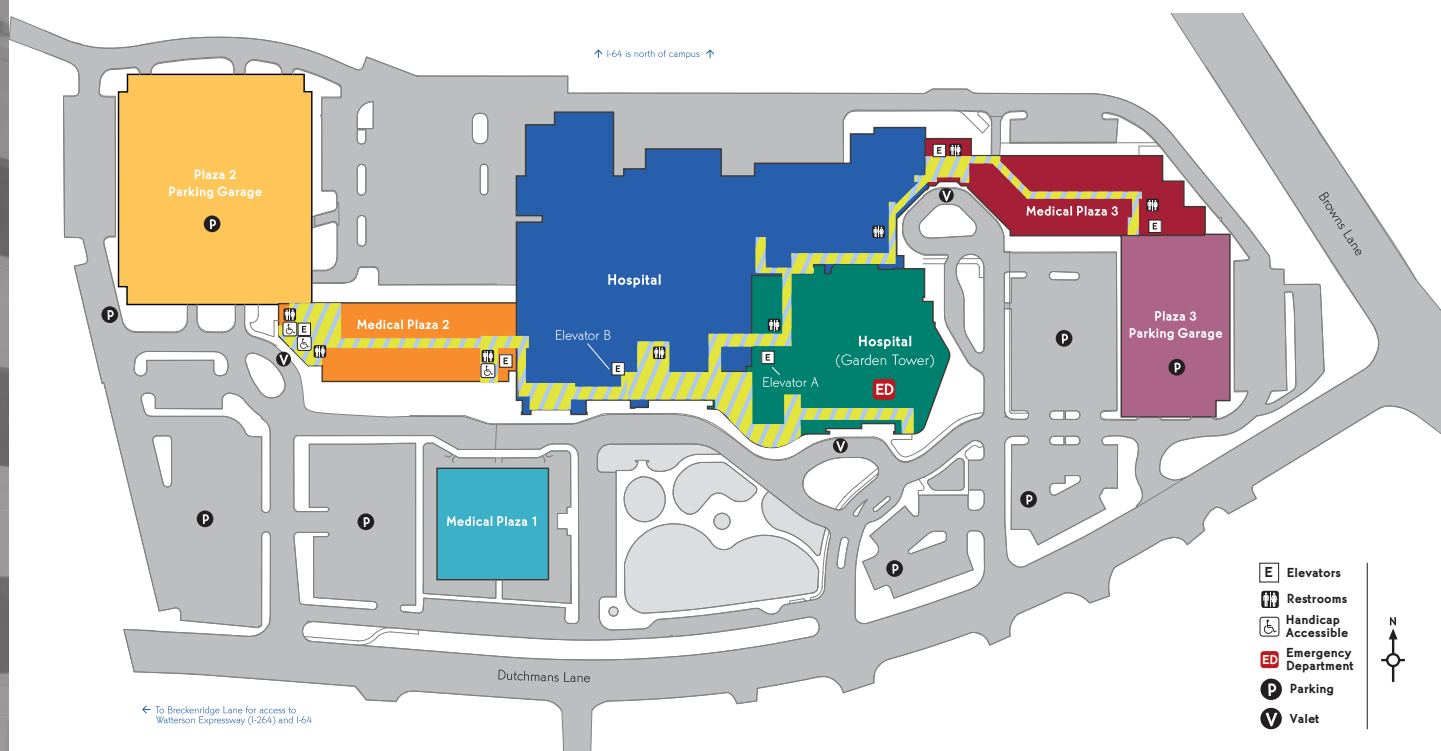 ↑ I-64 is north of campus ↑
Plaza 2
Parking Garage
P
E
V
Medical Plaza 3
E
Browns Lane
Hospital
P
Medical Plaza 2
E
V
E
Elevator B
E
Hospital
(Garden Tower)
E
Elevator A
ED
V
P
Plaza 3
Parking Garage
P
P
P
Medical Plaza 1
P
P
Dutchmans Lane
← To Breckenridge Lane for access to
Watterson Expressway (I-264) and I-64
E Elevators
Restrooms
Handicap
Accessible
ED Emergency
Department
P Parking
V Valet
N